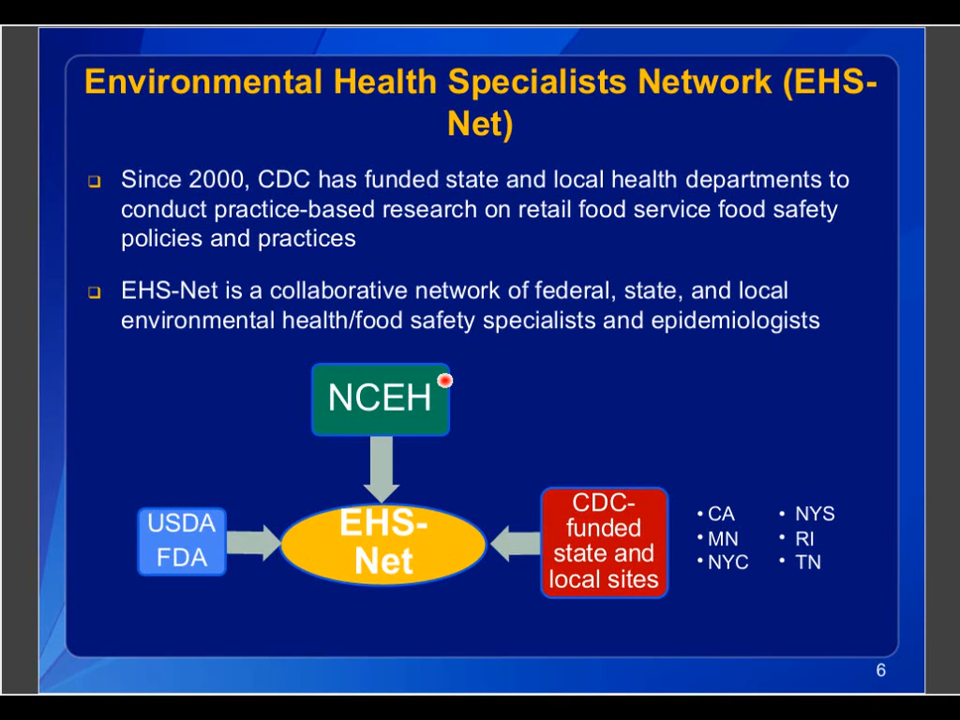 Environmental Health Specialists Network (EHS-
Net)
❑ Since 2000, CDC has funded state and local health departments to
conduct practice-based research on retail food service food safety
policies and practices
❑ EHS-Net is a collaborative network of federal, state, and local
environmental health/food safety specialists and epidemiologists
NCEH
USDA
FDA
EHS-
Net
CDC-
funded
state and
local sites
• CA
• MN
• NYC
• NYS
• RI
• TN
6